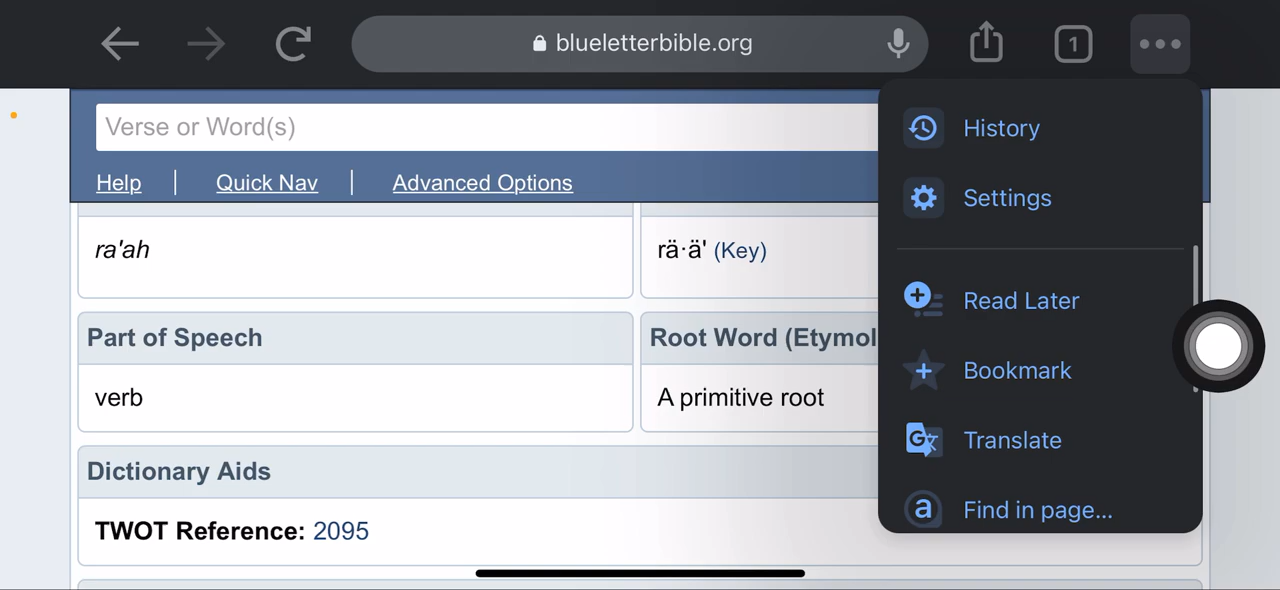 blueletterbible.org
1
Verse or Word(s)
Help | Quick Nav | Advanced Options
ra'ah
rä·ä' (Key)
Part of Speech
Root Word (Etymol
verb
A primitive root
Dictionary Aids
TWOT Reference: 2095
History
Settings
Read Later
Bookmark
Translate
Find in page...